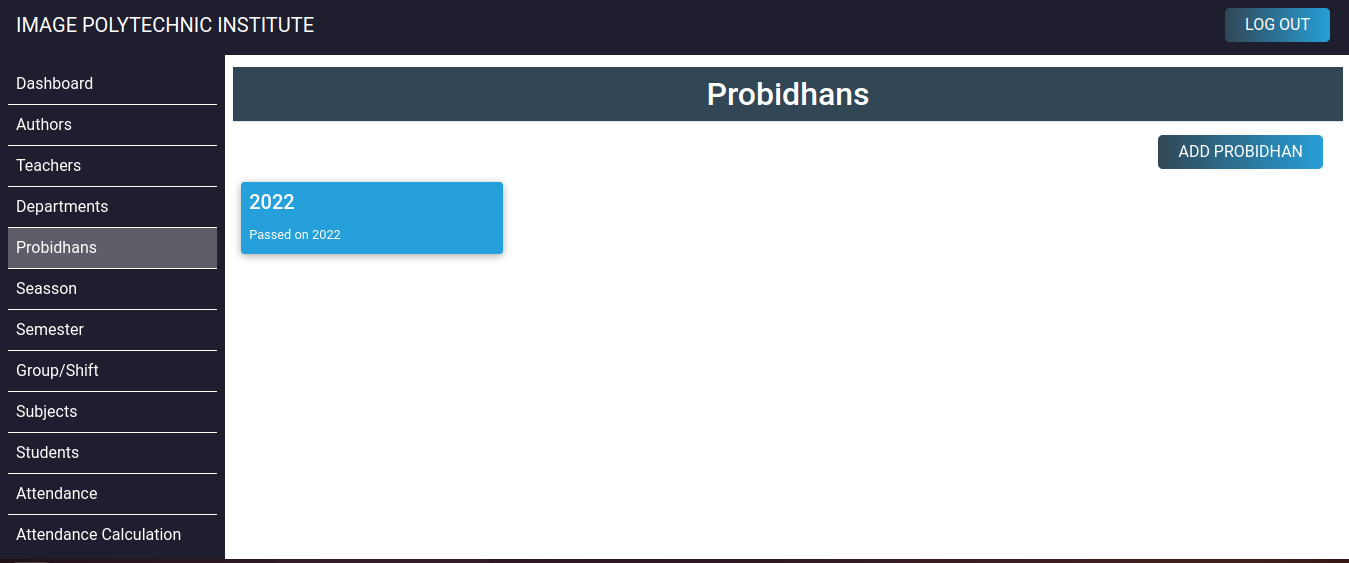 IMAGE POLYTECHNIC INSTITUTE
LOG OUT
Dashboard
Authors
Teachers
Departments
Probidhans
Seasson
Semester
Group/Shift
Subjects
Students
Attendance
Attendance Calculation
Probidhans
ADD PROBIDHAN
2022
Passed on 2022